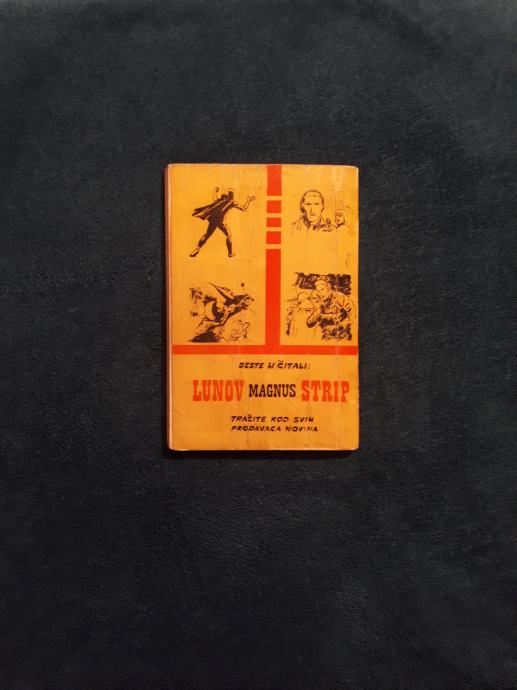 JESTE LI ČITALI:
LUNOV MAGNUS STRIP
TRAŽITE KOD SVIH
PRODAVACA NOVINA